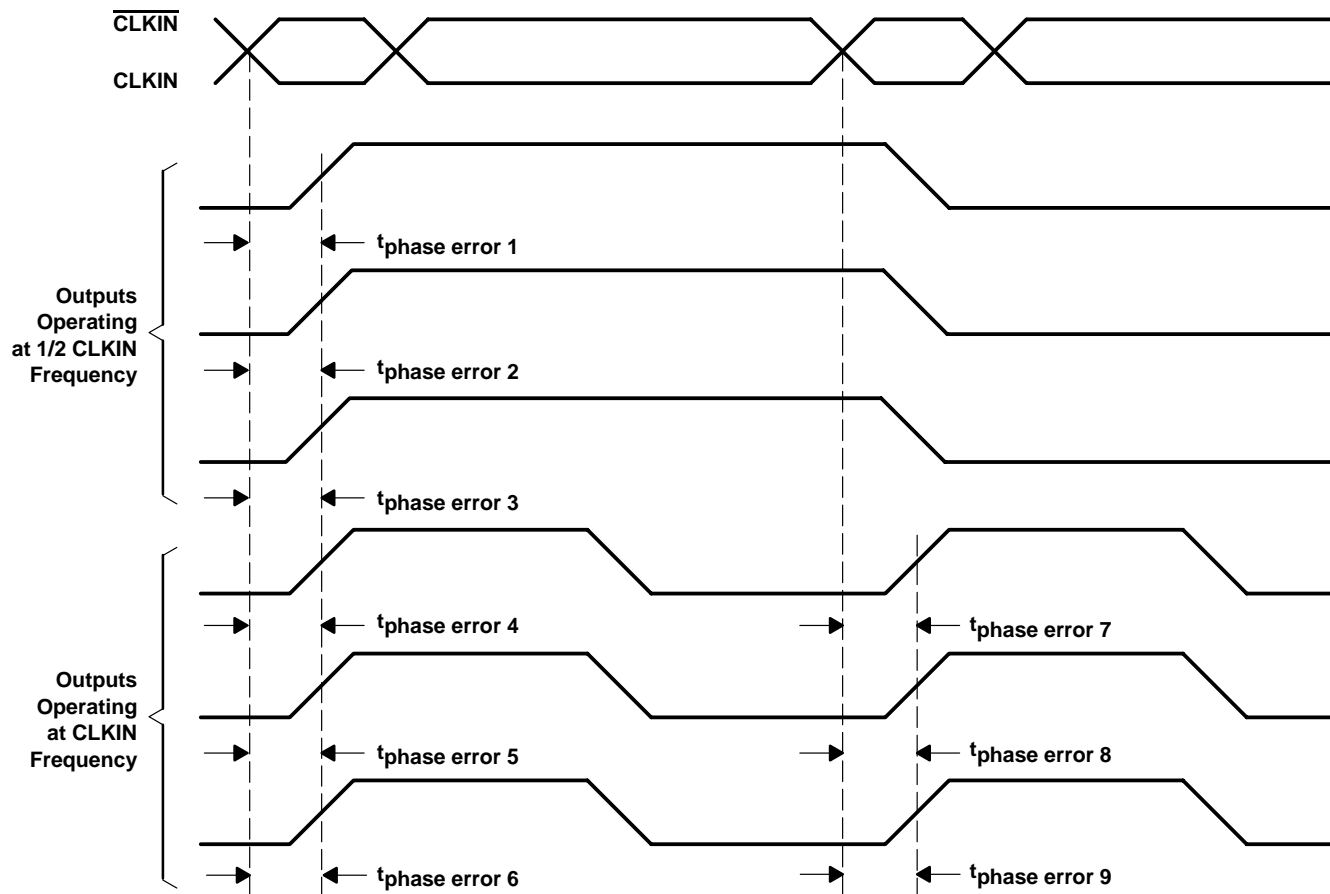 CLKIN
CLKIN
tphase error 1
Outputs
Operating
at 1/2 CLKIN
Frequency
tphase error 2
tphase error 3
tphase error 4
tphase error 7
Outputs
Operating
at CLKIN
Frequency
tphase error 5
tphase error 8
tphase error 6
tphase error 9